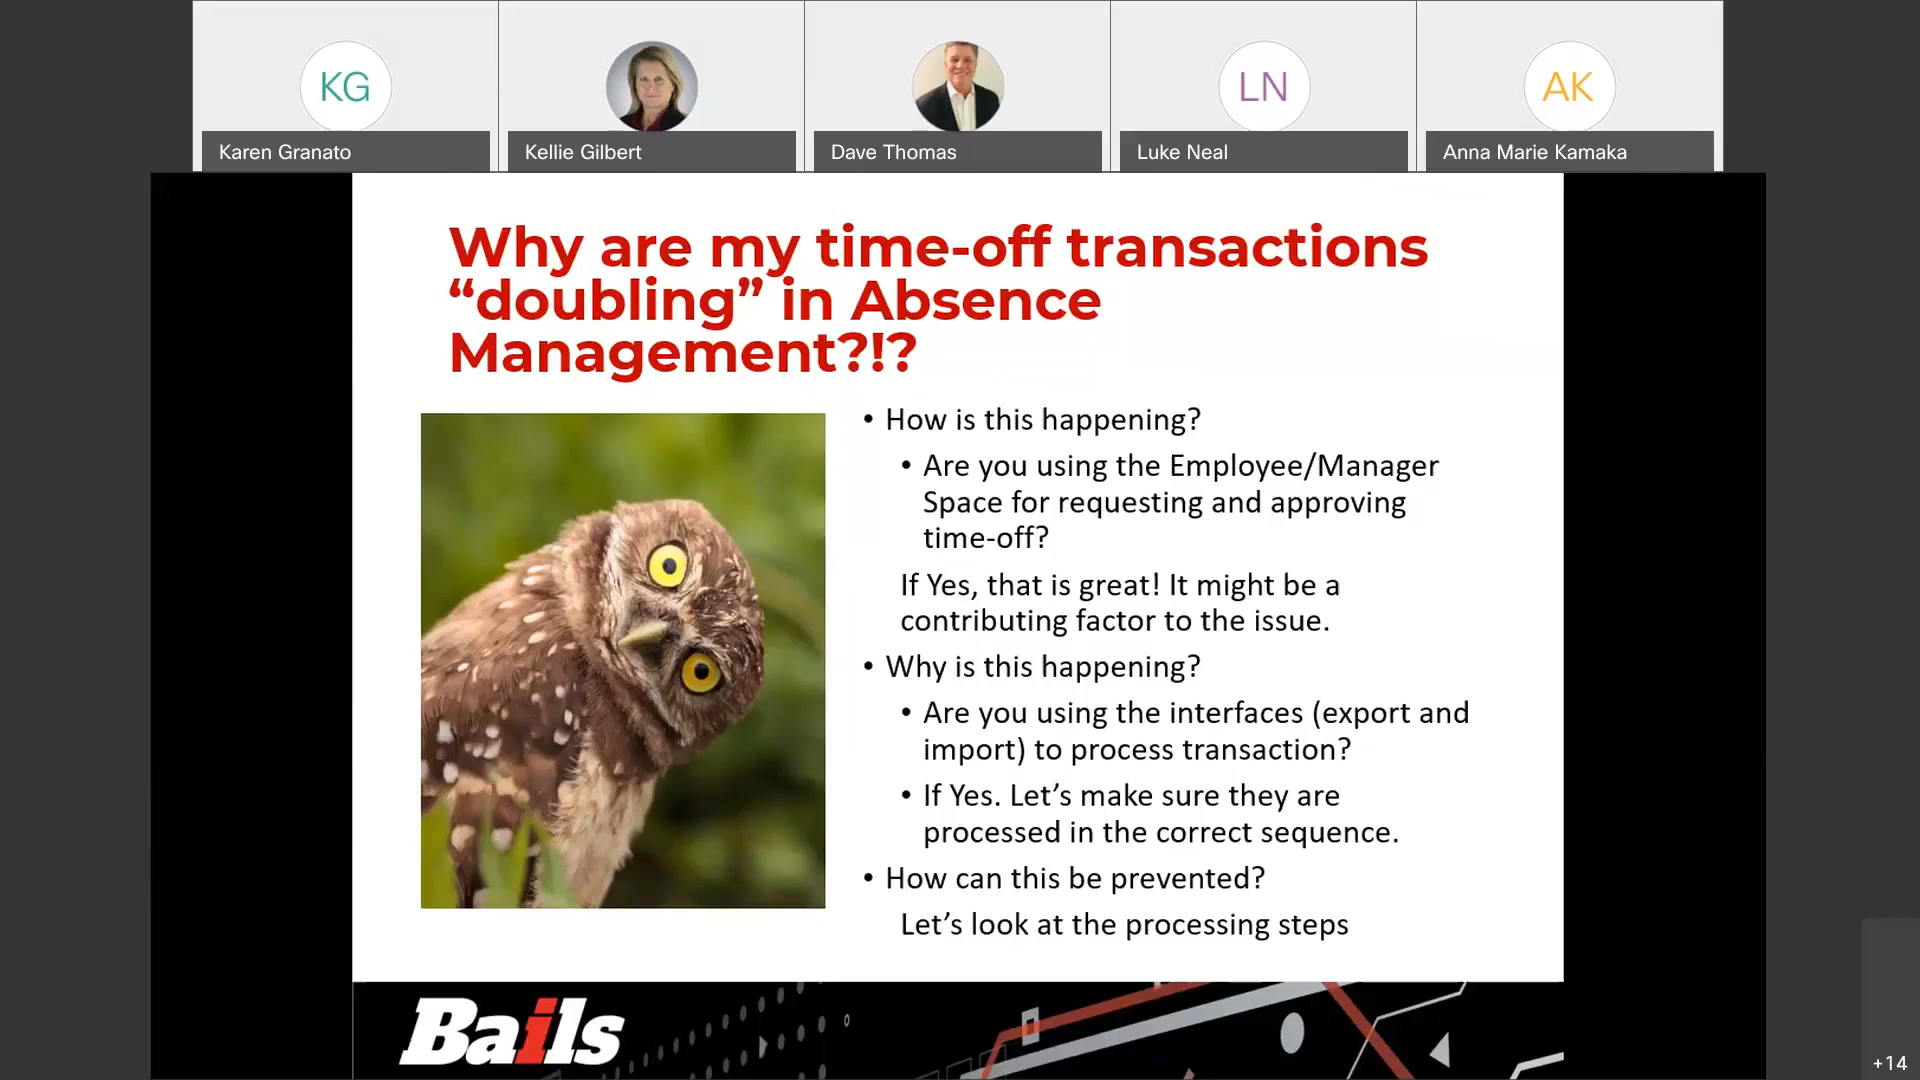 KG
LN
AK
Karen Granato
Kellie Gilbert
Dave Thomas
Luke Neal
Anna Marie Kamaka
Why are my time-off transactions
“doubling” in Absence
Management?!?
• How is this happening?
• Are you using the Employee/Manager
Space for requesting and approving
time-off?
If Yes, that is great! It might be a
contributing factor to the issue.
• Why is this happening?
• Are you using the interfaces (export and
import) to process transaction?
• If Yes. Let’s make sure they are
processed in the correct sequence.
• How can this be prevented?
Let’s look at the processing steps
Bails
+14